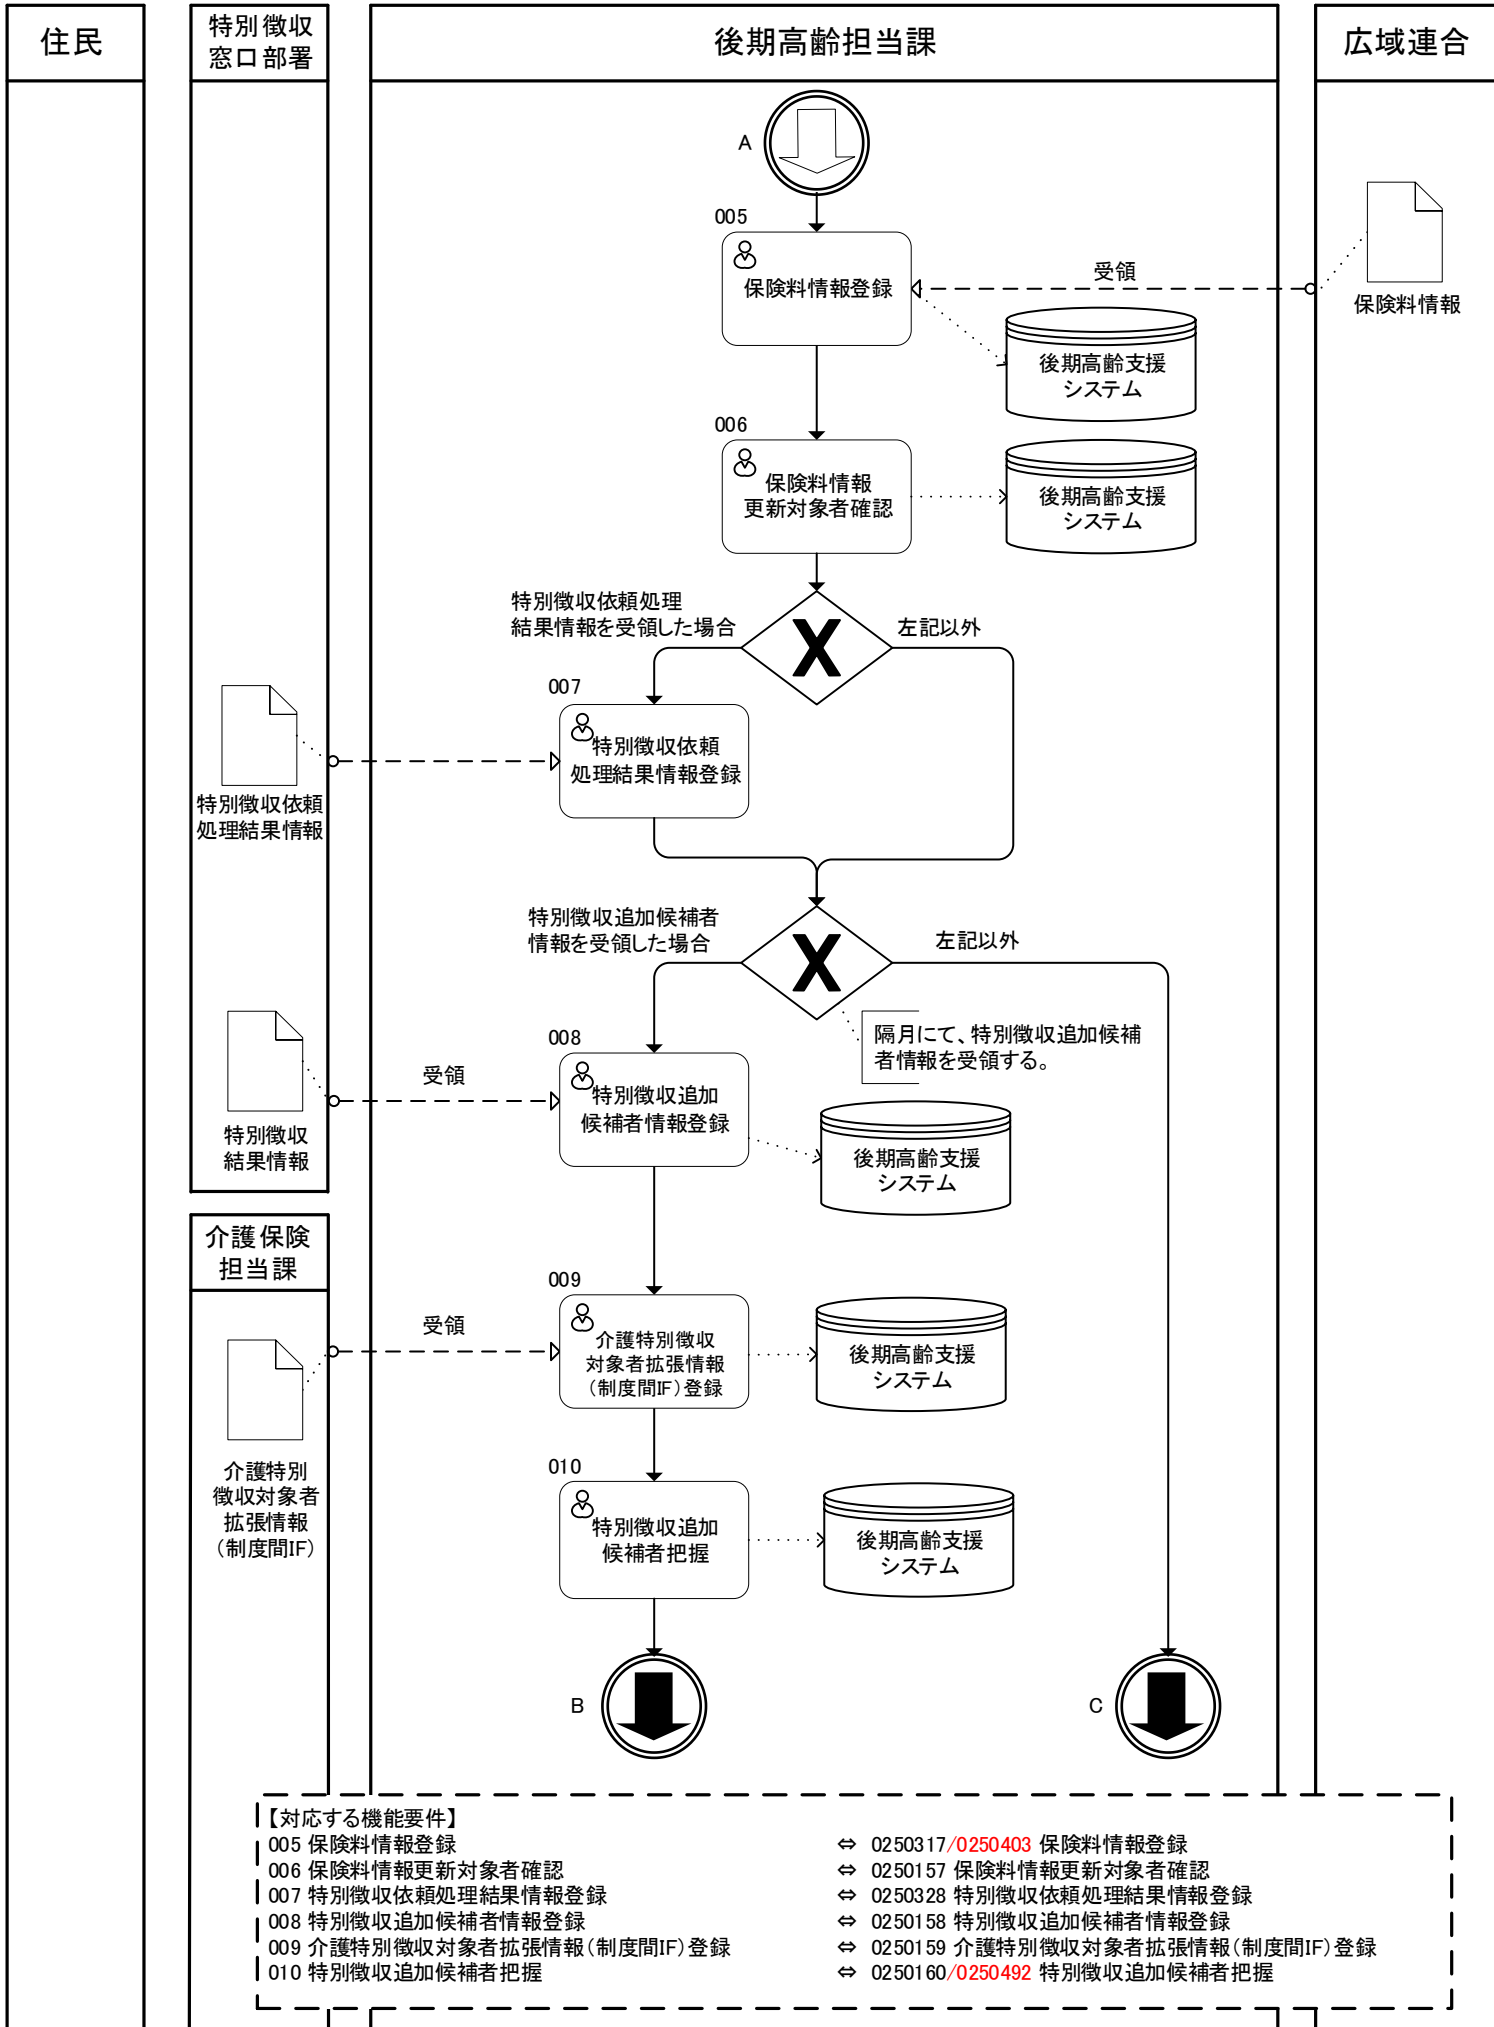 住民
特別徴収
窓口部署
後期高齢担当課
広域連合
A
005
保険料情報登録
受領
保険料情報
後期高齢支援
システム
006
保険料情報
更新対象者確認
後期高齢支援
システム
特別徴収依頼処理
結果情報を受領した場合
X
左記以外
007
特別徴収依頼
処理結果情報登録
特別徴収依頼
処理結果情報
特別徴収追加候補者
情報を受領した場合
X
左記以外
隔月にて、特別徴収追加候補
者情報を受領する。
008
特別徴収追加
候補者情報登録
受領
特別徴収
結果情報
後期高齢支援
システム
介護保険
担当課
009
介護特別徴収
対象者拡張情報
（制度間IF）登録
受領
後期高齢支援
システム
介護特別
徴収対象者
拡張情報
（制度間IF）
010
特別徴収追加
候補者把握
後期高齢支援
システム
B
C
【対応する機能要件】
005 保険料情報登録 ⇔ 0250317/0250403 保険料情報登録
006 保険料情報更新対象者確認 ⇔ 0250157 保険料情報更新対象者確認
007 特別徴収依頼処理結果情報登録 ⇔ 0250328 特別徴収依頼処理結果情報登録
008 特別徴収追加候補者情報登録 ⇔ 0250158 特別徴収追加候補者情報登録
009 介護特別徴収対象者拡張情報（制度間IF）登録 ⇔ 0250159 介護特別徴収対象者拡張情報（制度間IF）登録
010 特別徴収追加候補者把握 ⇔ 0250160/0250492 特別徴収追加候補者把握